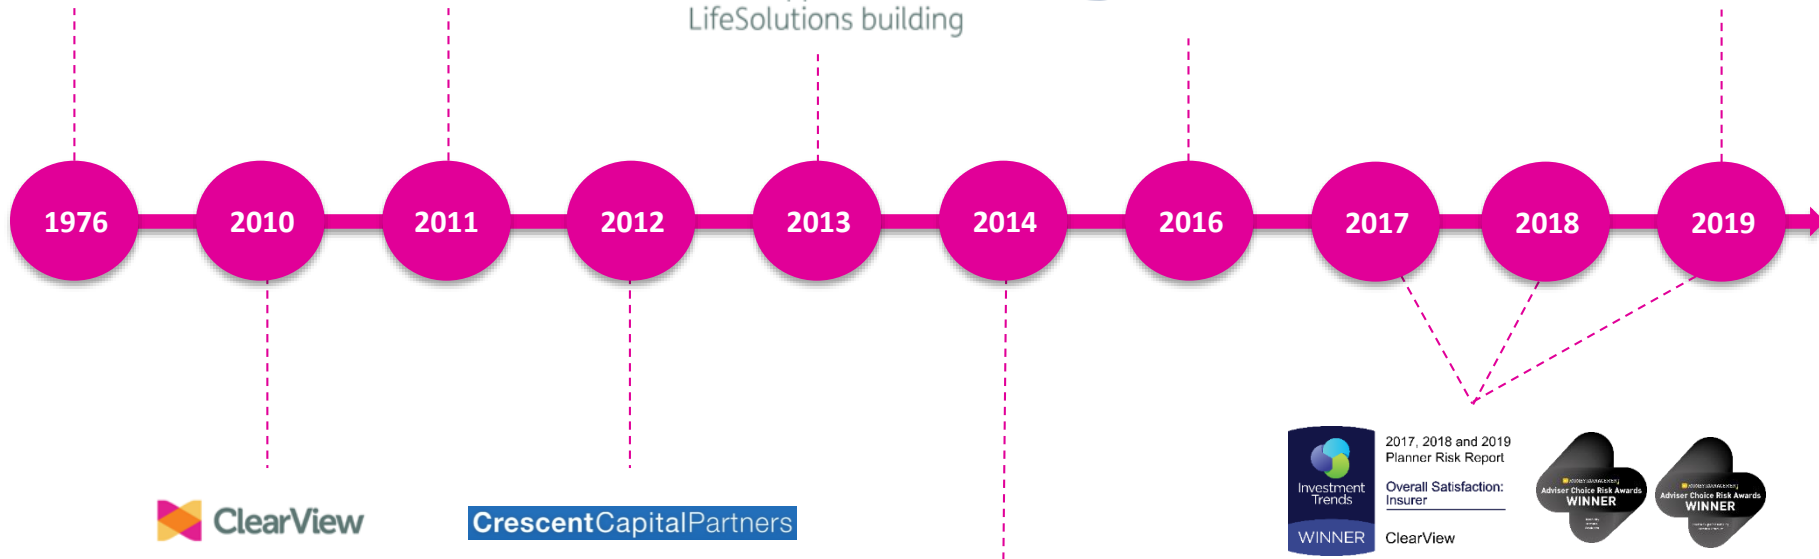 LifeSolutions building
1976
2010
2011
2012
2013
2014
2016
2017
2018
2019
ClearView
CrescentCapitalPartners
Investment
Trends
WINNER
2017, 2018 and 2019
Planner Risk Report
Overall Satisfaction:
Insurer
ClearView
Adviser Choice Risk Awards
WINNER
Adviser Choice Risk Awards
WINNER